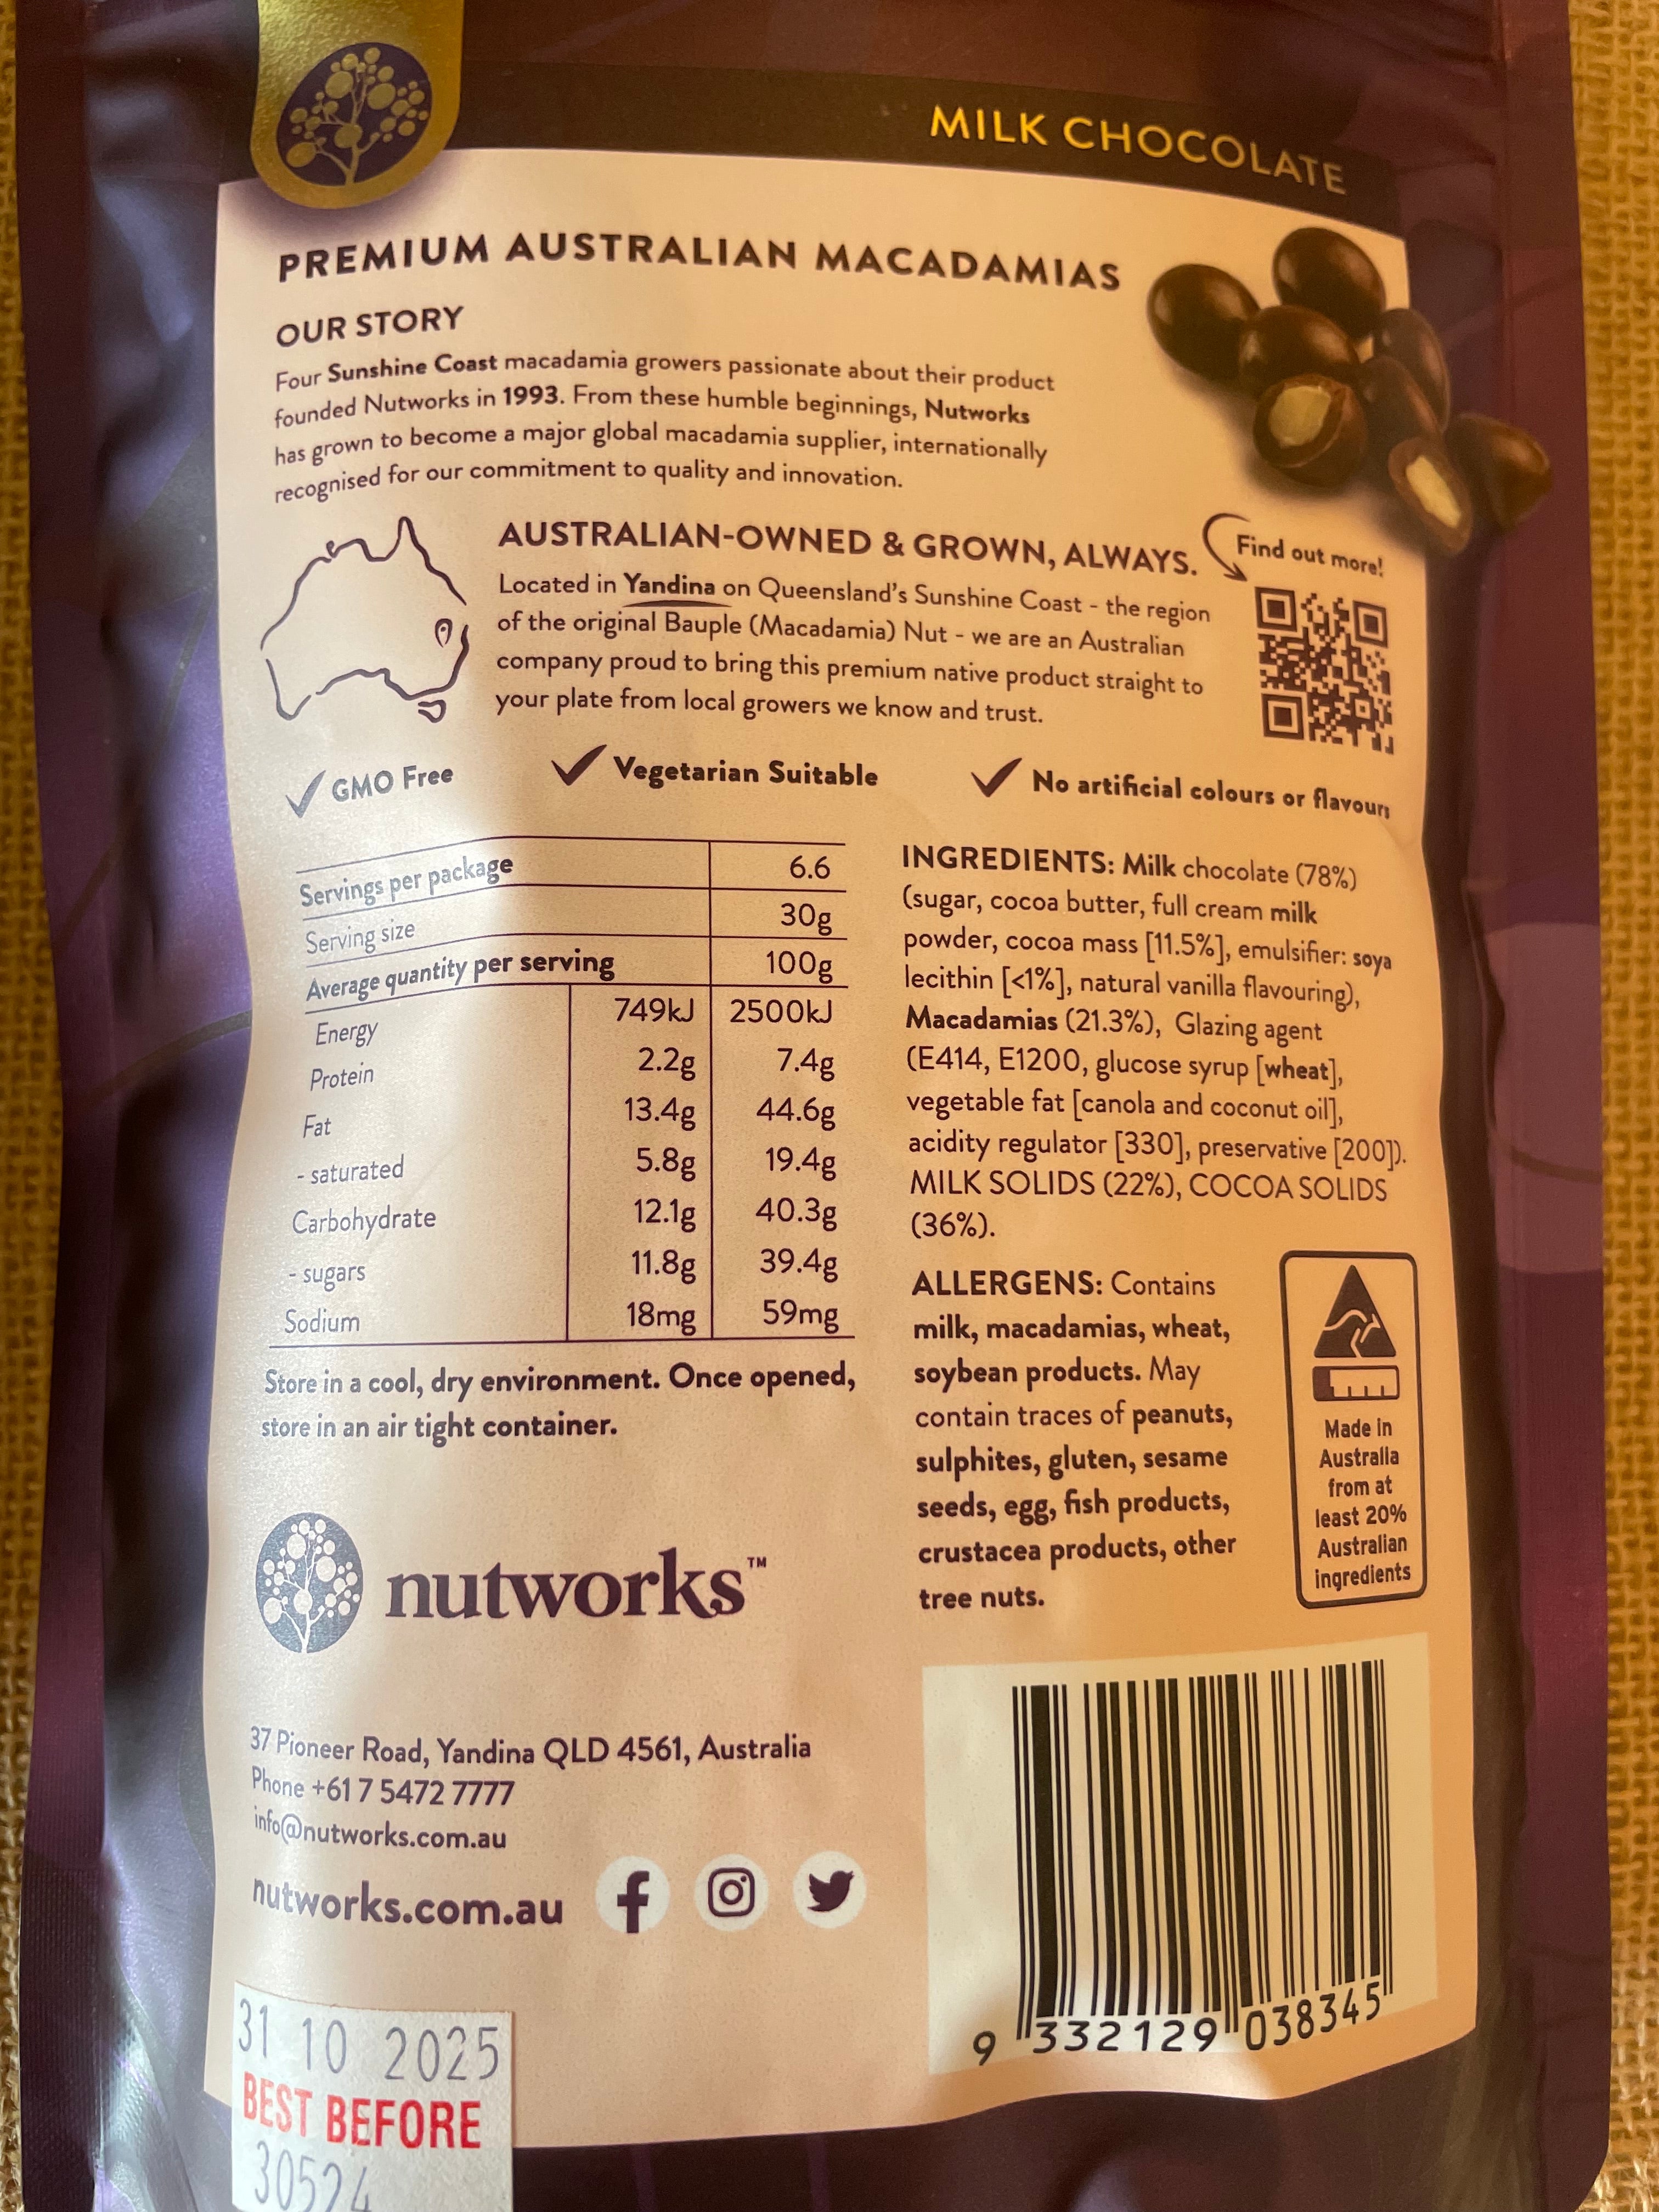 MILK CHOCOLATE
PREMIUM AUSTRALIAN MACADAMIAS
OUR STORY
Four Sunshine Coast macadamia growers passionate about their product
founded Nutworks in 1993. From these humble beginnings, Nutworks
has grown to become a major global macadamia supplier, internationally
recognised for our commitment to quality and innovation.
AUSTRALIAN-OWNED & GROWN, ALWAYS.
Find out more!
Located in Yandina on Queensland's Sunshine Coast - the region
of the original Bauple (Macadamia) Nut - we are an Australian
company proud to bring this premium native product straight to
your plate from local growers we know and trust.
GMO Free
Vegetarian Suitable
No artificial colours or flavours
Servings per package 6.6
Serving size 30g
Average quantity per serving 100g
Energy 749kJ 2500kJ
Protein 2.2g 7.4g
Fat 13.4g 44.6g
- saturated 5.8g 19.4g
Carbohydrate 12.1g 40.3g
- sugars 11.8g 39.4g
Sodium 18mg 59mg
Store in a cool, dry environment. Once opened,
store in an air tight container.
INGREDIENTS: Milk chocolate (78%)
(sugar, cocoa butter, full cream milk
powder, cocoa mass [11.5%], emulsifier: soya
lecithin [<1%], natural vanilla flavouring),
Macadamias (21.3%), Glazing agent
(E414, E1200, glucose syrup [wheat],
vegetable fat [canola and coconut oil],
acidity regulator [330], preservative [200]).
MILK SOLIDS (22%), COCOA SOLIDS
(36%).
ALLERGENS: Contains
milk, macadamias, wheat,
soybean products. May
contain traces of peanuts,
sulphites, gluten, sesame
seeds, egg, fish products,
crustacea products, other
tree nuts.
Made in
Australia
from at
least 20%
Australian
ingredients
nutworks™
37 Pioneer Road, Yandina QLD 4561, Australia
Phone +61 7 5472 7777
info@nutworks.com.au
nutworks.com.au
9 332129 038345
31 10 2025
BEST BEFORE
30524